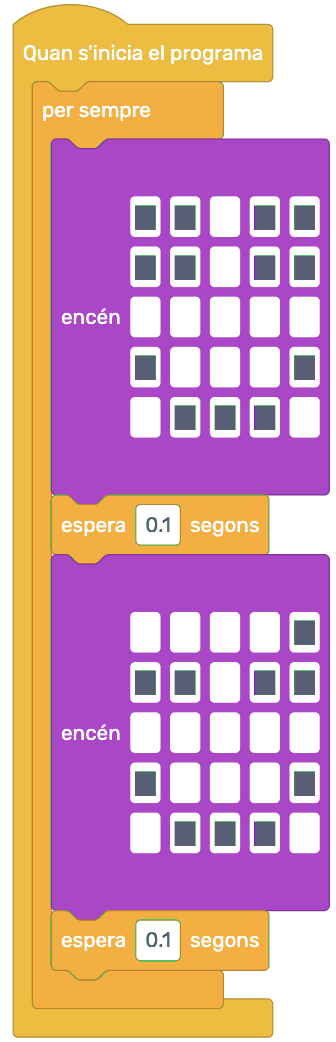 Quan s'inicia el programa
per sempre
encén
espera 0.1 segons
encén
espera 0.1 segons